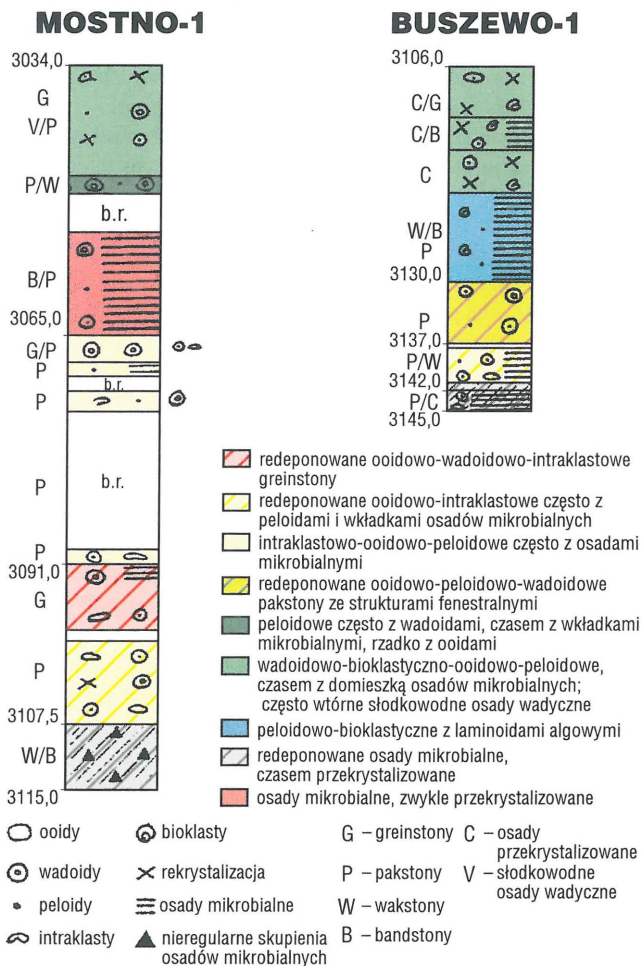 MOSTNO-1
3034,0
G
V/P
P/W
b.r.
B/P
3065,0
G/P
P
b.r.
P
b.r.
P
P
3091,0
G
P
3107,5
W/B
3115,0
BUSZEWO-1
3106,0
C/G
C/B
C
W/B
P
3130,0
P
3137,0
P/W
3142,0
P/C
3145,0
redeponowane ooidowo-wadoidowo-intraklastowe
greinstony
redeponowane ooidowo-intraklastowe często z
peloidami i wkładkami osadów mikrobialnych
intraklastowo-ooidowo-peloidowe często z osadami
mikrobialnymi
redeponowane ooidowo-peloidowo-wadoidowe
pakstony ze strukturami fenestralnymi
peloidowe często z wadoidami, czasem z wkładkami
mikrobialnymi, rzadko z ooidami
wadoidowo-bioklastyczno-ooidowo-peloidowe,
czasem z domieszką osadów mikrobialnych;
często wtórne słodkowodne osady wadyczne
peloidowo-bioklastyczne z laminoidami algowymi
redeponowane osady mikrobialne,
czasem przekrystalizowane
osady mikrobialne, zwykle przekrystalizowane
ooidy
wadoidy
peloidy
intraklasty
bioklasty
rekrystalizacja
osady mikrobialne
nieregularne skupienia
osadów mikrobialnych
G – greinstony
P – pakstony
W – wakstony
B – bandstony
C – osady
przekrystalizowane
V – słodkowodne
osady wadyczne